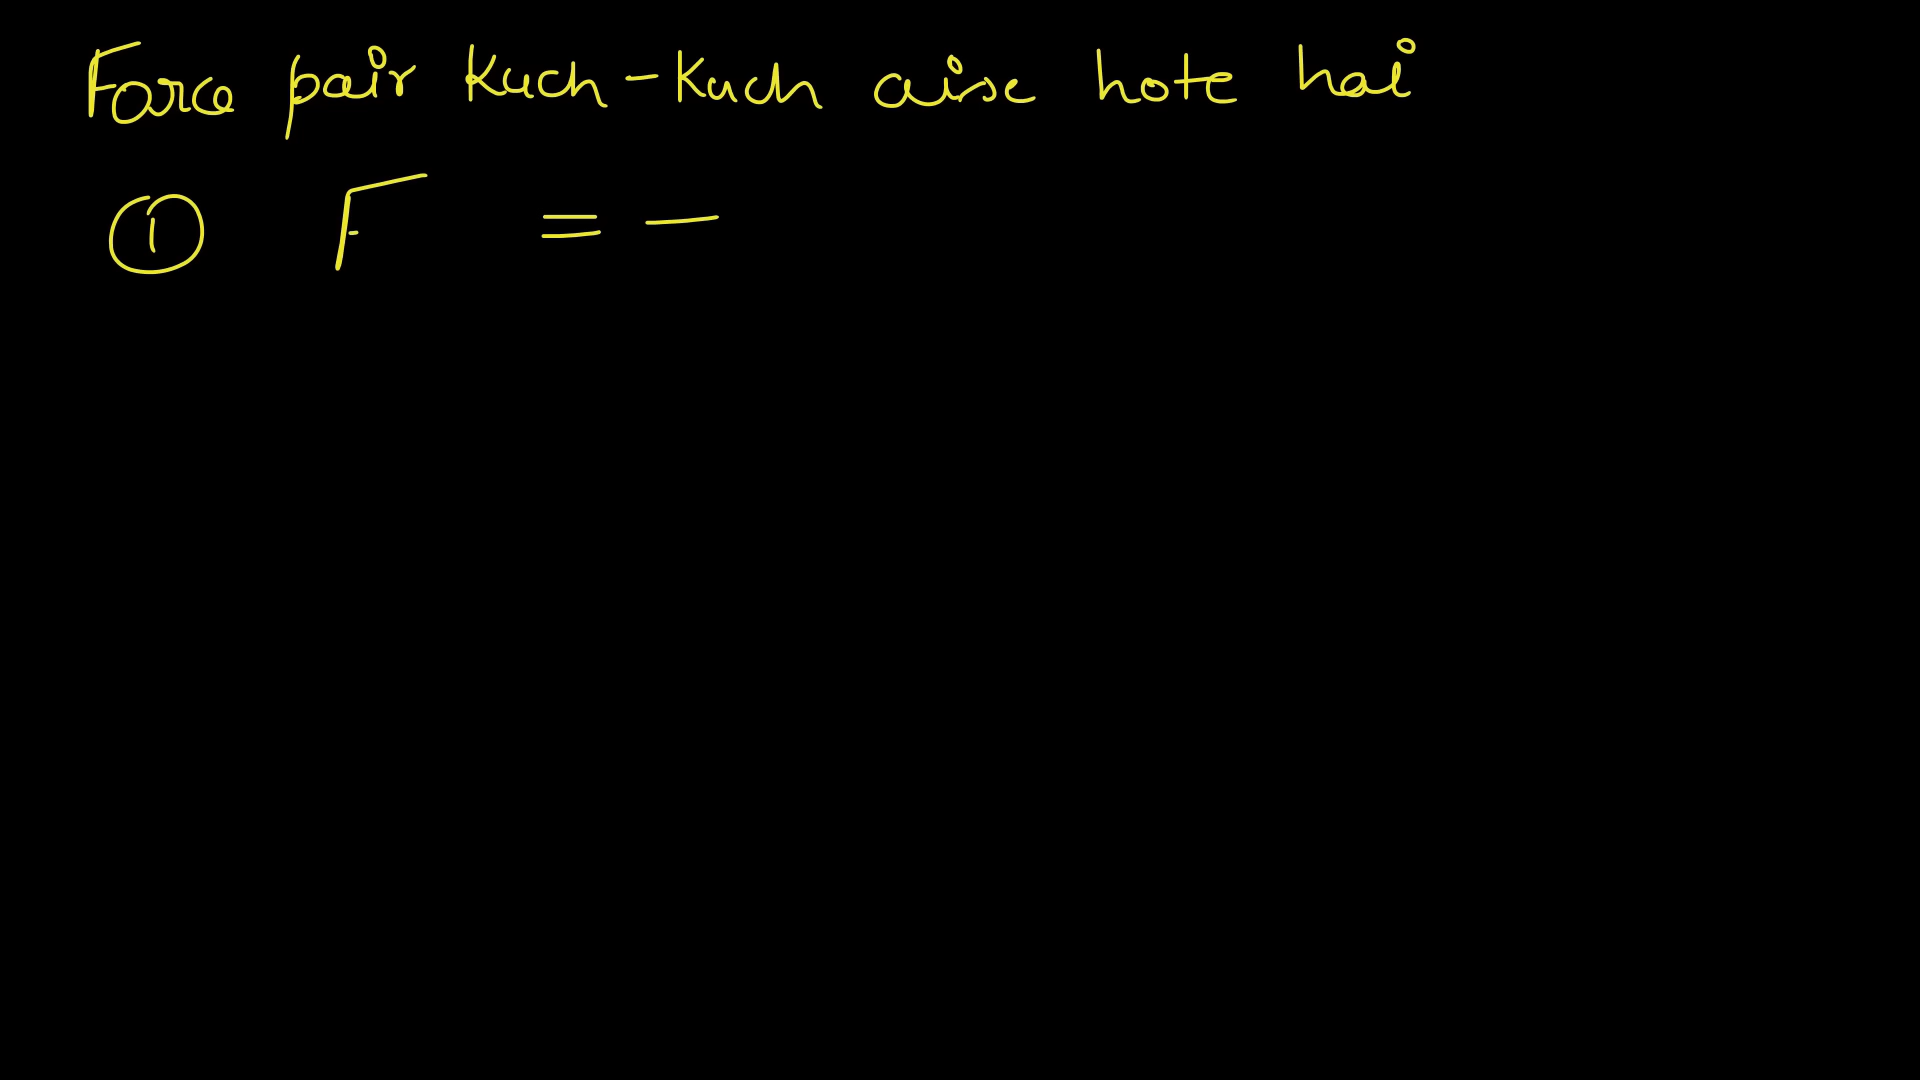 Force pair Kuch-Kuch aise hote hai
① F = -